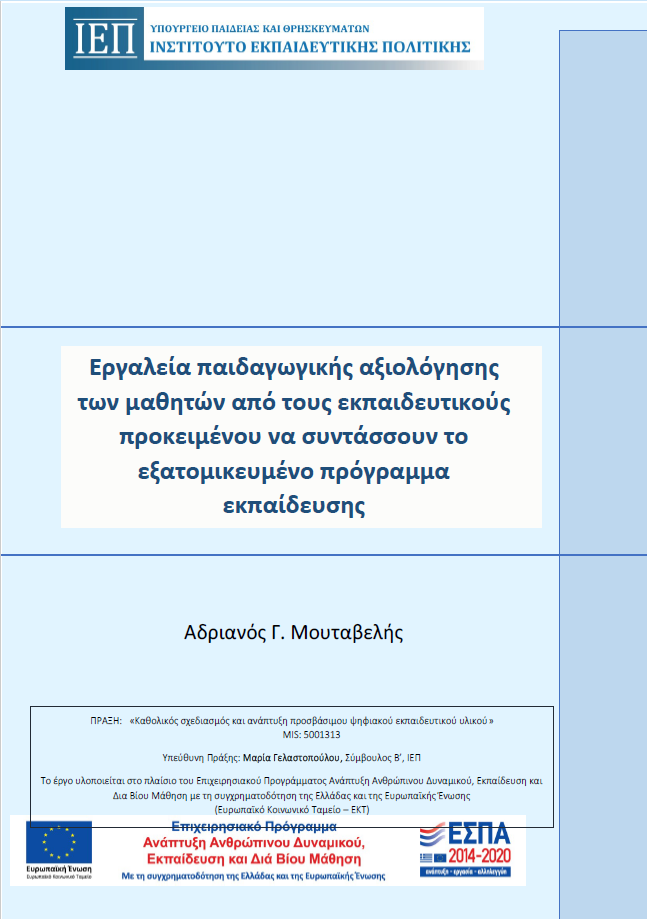 ΙΕΠ
ΥΠΟΥΡΓΕΙΟ ΠΑΙΔΕΙΑΣ ΚΑΙ ΘΡΗΣΚΕΥΜΑΤΩΝ
ΙΝΣΤΙΤΟΥΤΟ ΕΚΠΑΙΔΕΥΤΙΚΗΣ ΠΟΛΙΤΙΚΗΣ
Εργαλεία παιδαγωγικής αξιολόγησης
των μαθητών από τους εκπαιδευτικούς
προκειμένου να συντάσσουν το
εξατομικευμένο πρόγραμμα
εκπαίδευσης
Αδριανός Γ. Μουταβελής
ΠΡΑΞΗ: «Καθολικός σχεδιασμός και ανάπτυξη προσβάσιμου ψηφιακού εκπαιδευτικού υλικού»
MIS: 5001313
Υπεύθυνη Πράξης: Μαρία Γελαστοπούλου, Σύμβουλος Β’, ΙΕΠ
Το έργο υλοποιείται στο πλαίσιο του Επιχειρησιακού Προγράμματος Ανάπτυξη Ανθρώπινου Δυναμικού, Εκπαίδευση και
Δια Βίου Μάθηση με τη συγχρηματοδότηση της Ελλάδας και της Ευρωπαϊκής Ένωσης
(Ευρωπαϊκό Κοινωνικό Ταμείο – ΕΚΤ)
Ευρωπαϊκή Ένωση
Ευρωπαϊκό Κοινωνικό Ταμείο
Επιχειρησιακό Πρόγραμμα
Ανάπτυξη Ανθρώπινου Δυναμικού,
Εκπαίδευση και Διά Βίου Μάθηση
Με τη συγχρηματοδότηση της Ελλάδας και της Ευρωπαϊκής Ένωσης
ΕΣΠΑ
2014-2020
ανάπτυξη - εργασία - αλληλεγγύη